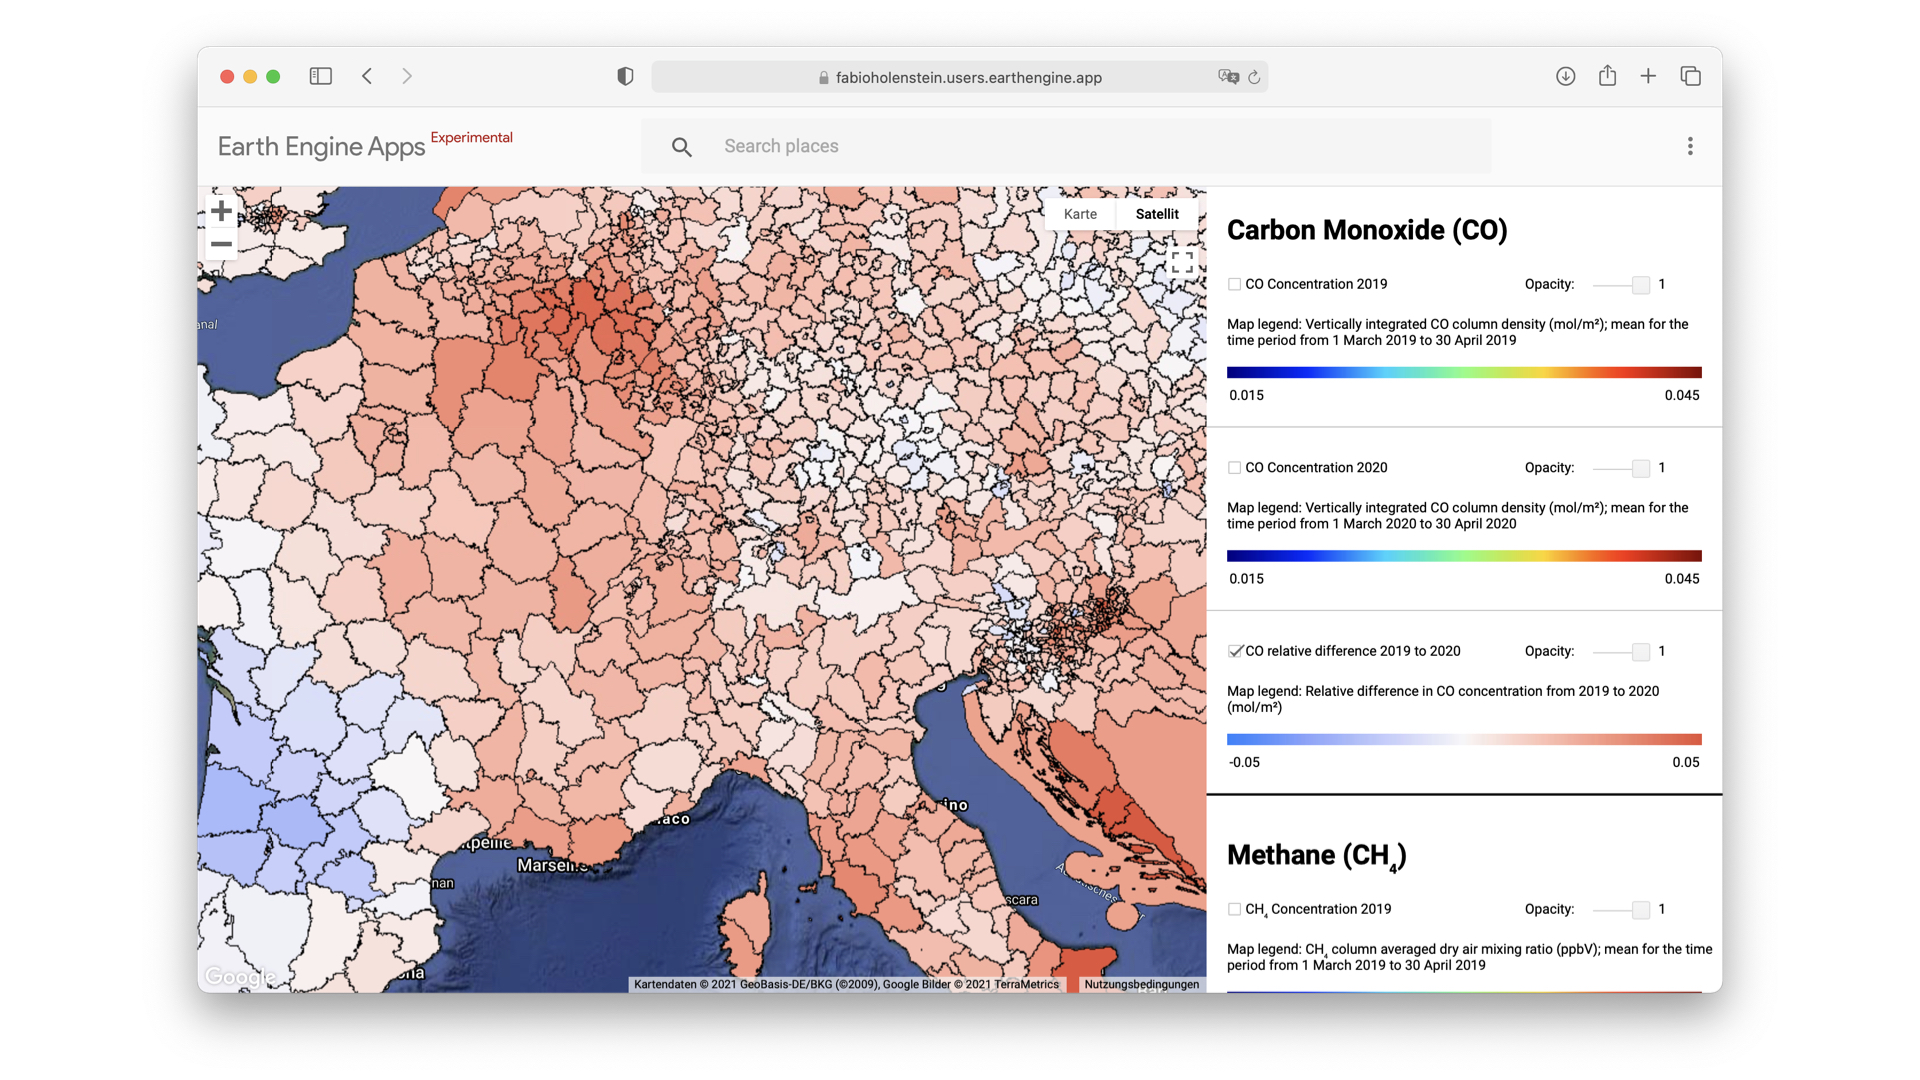 fabioholenstein.users.earthengine.app
Earth Engine Apps Experimental
Search places
Karte
Satellit
anal
aco
Marseil
nan
ino
scara
Google
Kartendaten © 2021 GeoBasis-DE/BKG (©2009), Google Bilder © 2021 TerraMetrics
Nutzungsbedingungen
Carbon Monoxide (CO)
CO Concentration 2019
Opacity:
1
Map legend: Vertically integrated CO column density (mol/m²); mean for the
time period from 1 March 2019 to 30 April 2019
0.015
0.045
CO Concentration 2020
Opacity:
1
Map legend: Vertically integrated CO column density (mol/m²); mean for the
time period from 1 March 2020 to 30 April 2020
0.015
0.045
CO relative difference 2019 to 2020
Opacity:
1
Map legend: Relative difference in CO concentration from 2019 to 2020
(mol/m²)
-0.05
0.05
Methane (CH₄)
CH₄ Concentration 2019
Opacity:
1
Map legend: CH₄ column averaged dry air mixing ratio (ppbV); mean for the time
period from 1 March 2019 to 30 April 2019